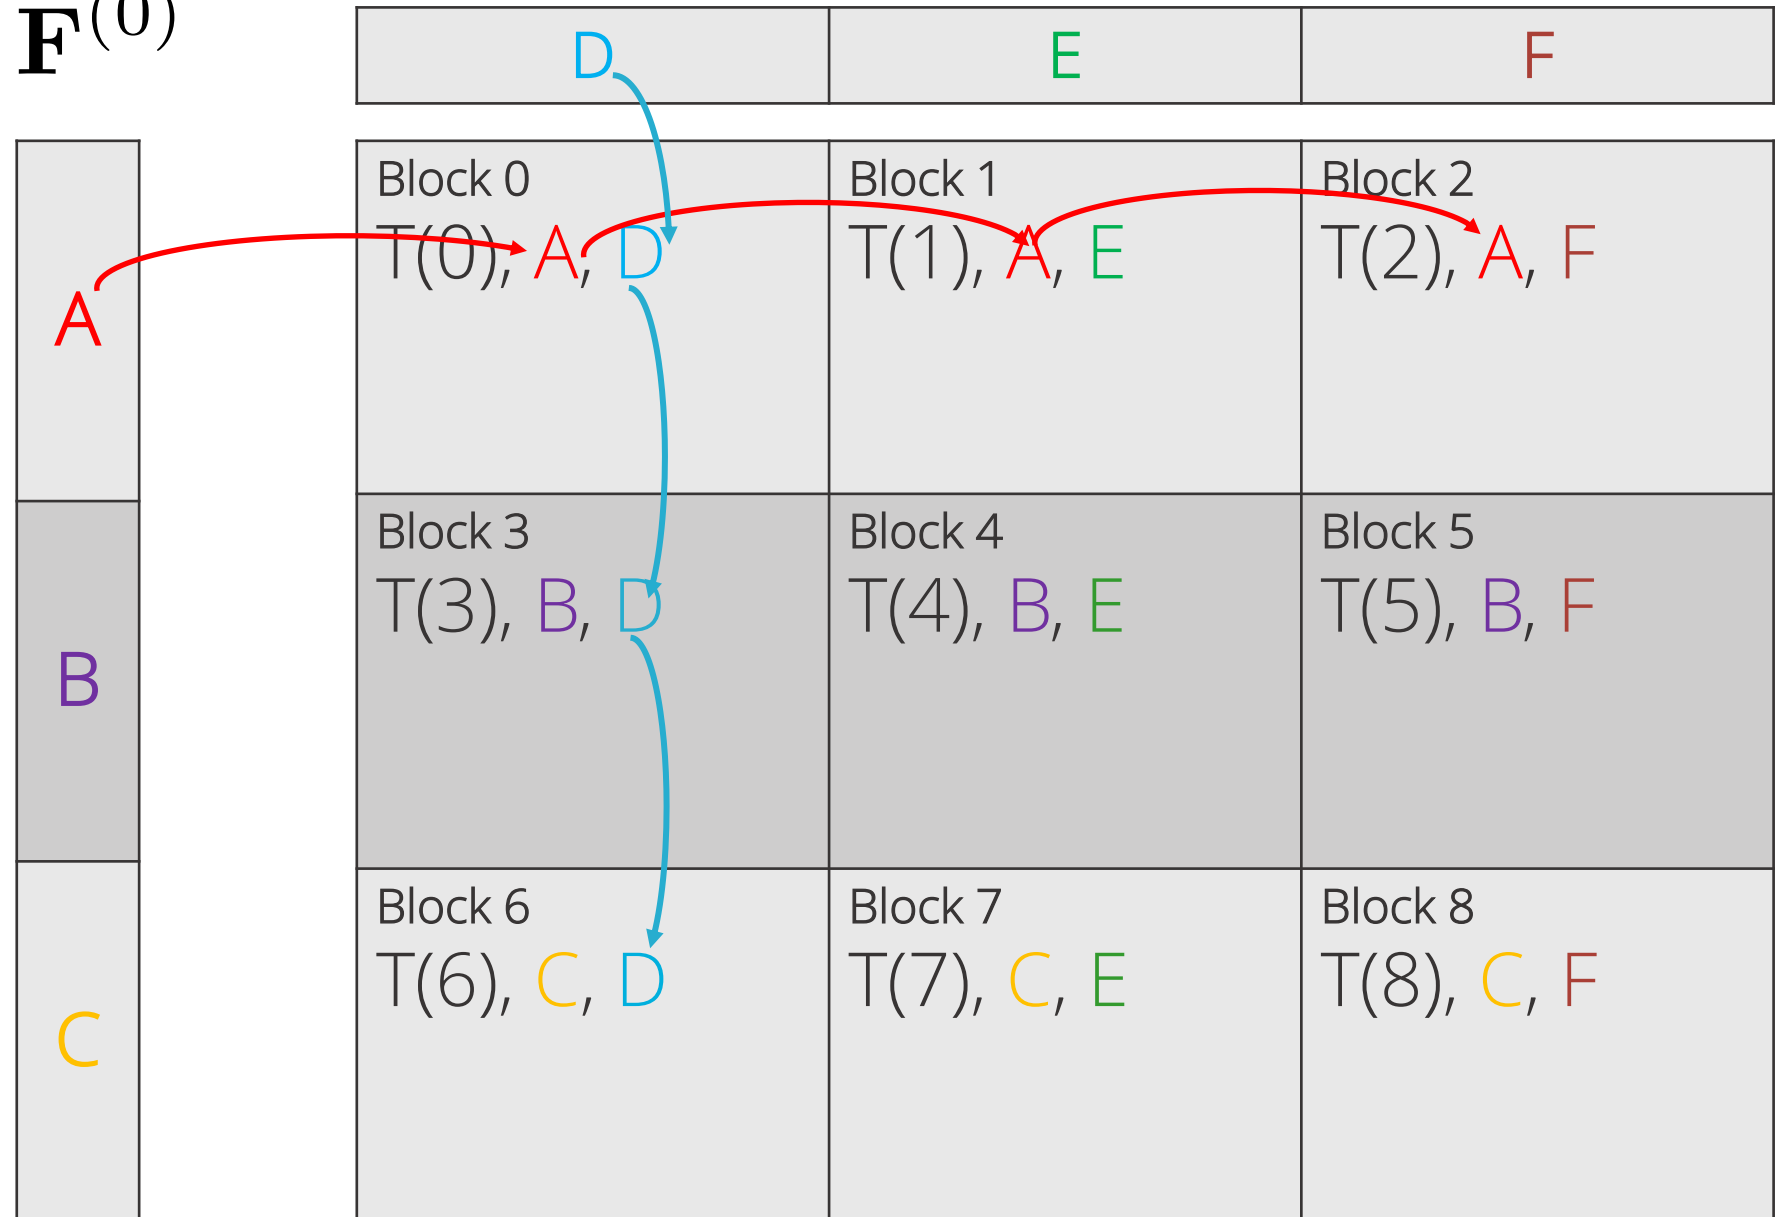 F(0)
D E F
A
Block 0 Block 1 Block 2
T(0), A, D T(1), A, E T(2), A, F
B
Block 3 Block 4 Block 5
T(3), B, D T(4), B, E T(5), B, F
C
Block 6 Block 7 Block 8
T(6), C, D T(7), C, E T(8), C, F